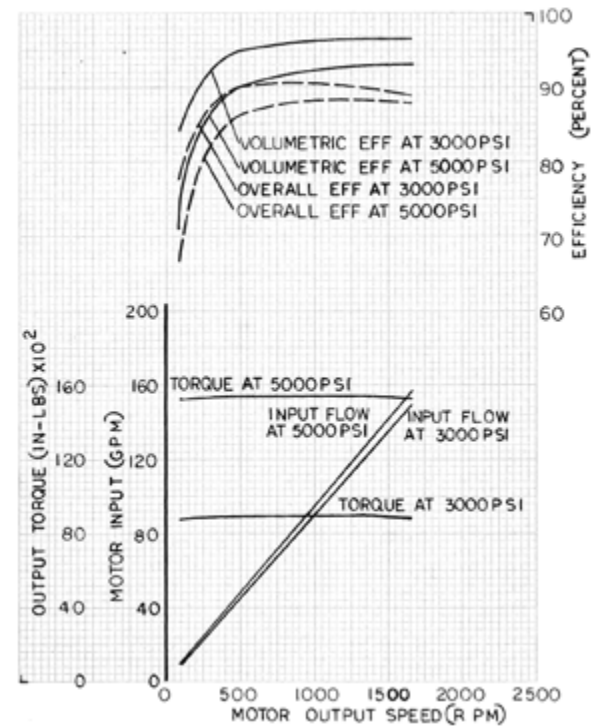 100
90
80
70
60
EFFICIENCY (PERCENT)
VOLUMETRIC EFF AT 3000PSI
VOLUMETRIC EFF AT 5000PSI
OVERALL EFF AT 3000PSI
OVERALL EFF AT 5000PSI
OUTPUT TORQUE (IN-LBS) X10²
160
120
80
40
0
MOTOR INPUT (GPM)
200
160
120
80
40
0
TORQUE AT 5000PSI
INPUT FLOW
AT 5000PSI
INPUT FLOW
AT 3000PSI
TORQUE AT 3000PSI
0 500 1000 1500 2000 2500
MOTOR OUTPUT SPEED(R PM)